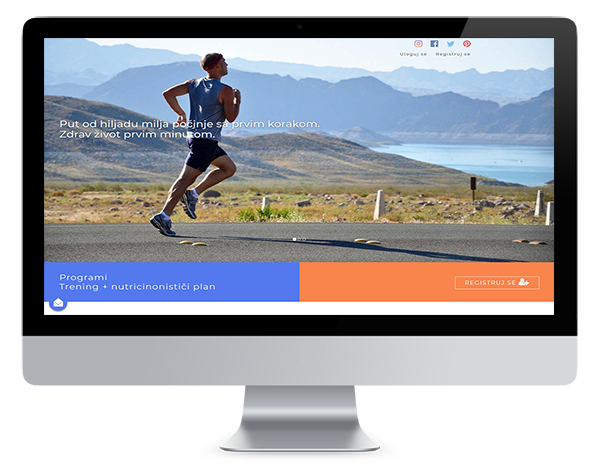 Uloguj se Registruj se
Put od hiljadu milja počinje sa prvim korakom.
Zdrav život prvim minutom.
Programi
Trening + nutricinonističi plan
REGISTRUJ SE